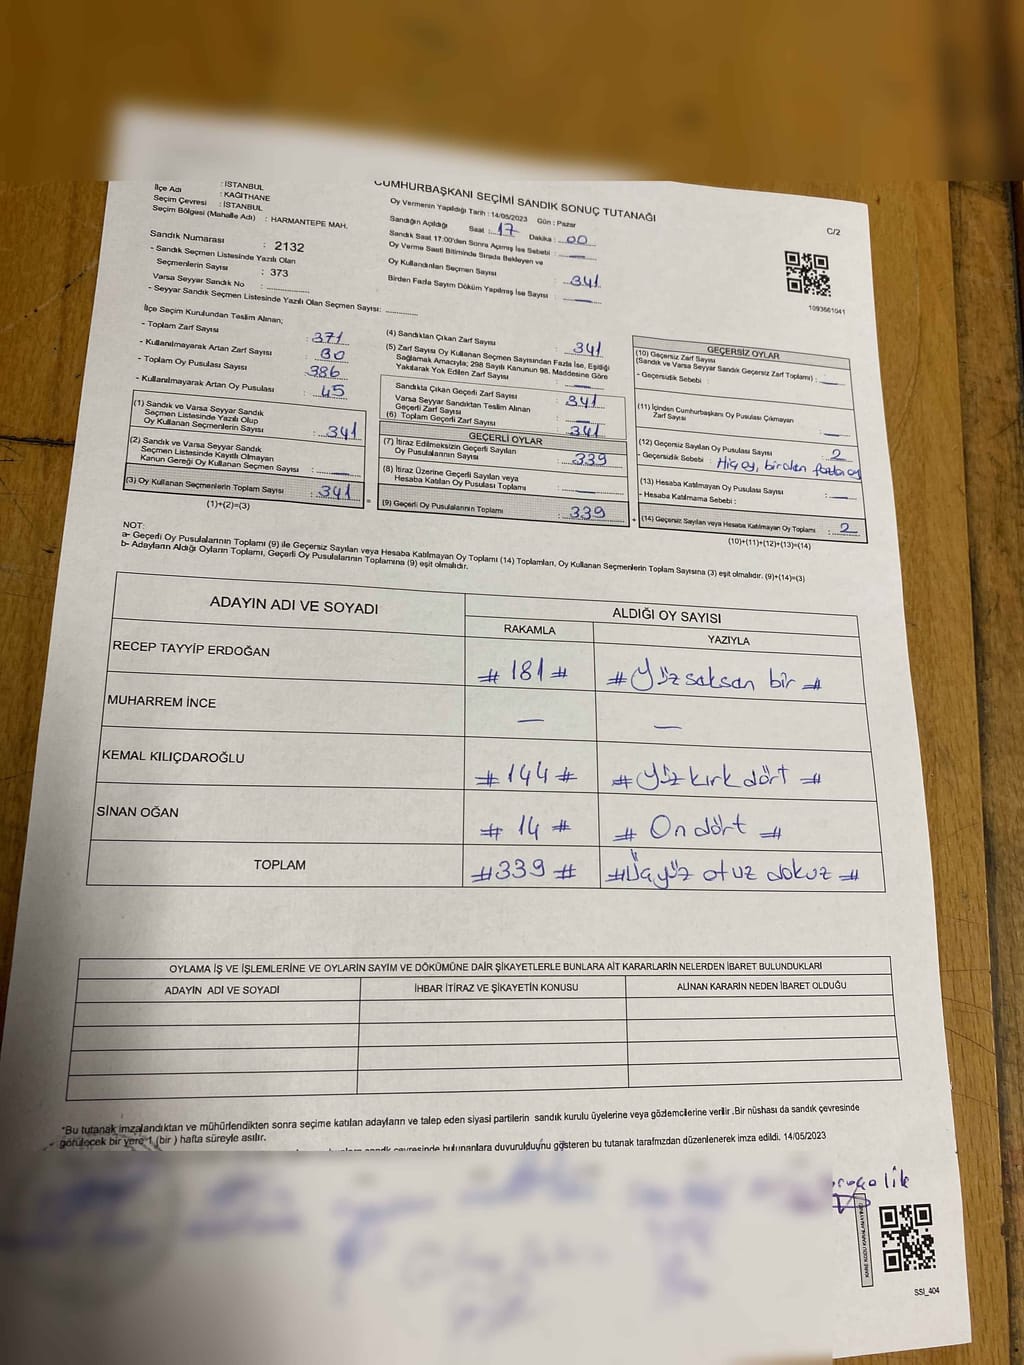 : İSTANBUL
İlçe Adı : KAĞITHANE
Seçim Çevresi : İSTANBUL
Seçim Bölgesi (Mahalle Adı) : HARMANTEPE MAH.
Sandık Numarası : 2132
- Sandık Seçmen Listesinde Yazılı Olan
Seçmenlerin Sayısı : 373
Varsa Seyyar Sandık No :
- Seyyar Sandık Seçmen Listesinde Yazılı Olan Seçmen Sayısı:
CUMHURBAŞKANI SEÇİMİ SANDIK SONUÇ TUTANAĞI
Oy Vermenin Yapıldığı Tarih : 14/05/2023 Gün : Pazar
Sandığın Açıldığı Saat : 17 Dakika : 00
Sandık Saat 17:00'den Sonra Açımış İse Sebebi : —
Oy Verme Saati Bitiminde Sırada Bekleyen ve
Oy Kullandırılan Seçmen Sayısı : 341
Birden Fazla Sayım Döküm Yapılmış İse Sayısı : —
C/2
1093661041
İlçe Seçim Kurulundan Teslim Alınan;
- Toplam Zarf Sayısı : 371
- Kullanılmayarak Artan Zarf Sayısı : 30
- Toplam Oy Pusulası Sayısı : 386
- Kullanılmayarak Artan Oy Pusulası : 45
(1) Sandık ve Varsa Seyyar Sandık
Seçmen Listesinde Yazılı Olup
Oy Kullanan Seçmenlerin Sayısı : 341
(2) Sandık ve Varsa Seyyar Sandık
Seçmen Listesinde Kayıtlı Olmayan
Kanun Gereği Oy Kullanan Seçmen Sayısı : —
(3) Oy Kullanan Seçmenlerin Toplam Sayısı : 341
(1)+(2)=(3)
(4) Sandıktan Çıkan Zarf Sayısı : 341
(5) Zarf Sayısı Oy Kullanan Seçmen Sayısından Fazla İse, Eşitliği
Sağlamak Amacıyla; 298 Sayılı Kanunun 98. Maddesine Göre
Yakılarak Yok Edilen Zarf Sayısı : —
Sandıkta Çıkan Geçerli Zarf Sayısı : 341
Varsa Seyyar Sandıktan Teslim Alınan
Geçerli Zarf Sayısı : —
(6) Toplam Geçerli Zarf Sayısı : 341
GEÇERLİ OYLAR
(7) İtiraz Edilmeksizin Geçerli Sayılan
Oy Pusulalarının Sayısı : 339
(8) İtiraz Üzerine Geçerli Sayılan veya
Hesaba Katılan Oy Pusulası Toplamı : —
(9) Geçerli Oy Pusulalarının Toplamı : 339
=
+
GEÇERSİZ OYLAR
(10) Geçersiz Zarf Sayısı
(Sandık ve Varsa Seyyar Sandık Geçersiz Zarf Toplamı) : —
- Geçersizlik Sebebi :
(11) İçinden Cumhurbaşkanı Oy Pusulası Çıkmayan
Zarf Sayısı : —
(12) Geçersiz Sayılan Oy Pusulası Sayısı : 2
- Geçersizlik Sebebi : Hiç oy, birden fazla oy
(13) Hesaba Katılmayan Oy Pusulası Sayısı : —
- Hesaba Katılmama Sebebi :
(14) Geçersiz Sayılan veya Hesaba Katılmayan Oy Toplamı : 2
(10)+(11)+(12)+(13)=(14)
NOT:
a- Geçerli Oy Pusulalarının Toplamı (9) ile Geçersiz Sayılan veya Hesaba Katılmayan Oy Toplamı (14) Toplamları, Oy Kullanan Seçmenlerin Toplam Sayısına (3) eşit olmalıdır. (9)+(14)=(3)
b- Adayların Aldığı Oyların Toplamı, Geçerli Oy Pusulalarının Toplamına (9) eşit olmalıdır.
ADAYIN ADI VE SOYADI ALDIĞI OY SAYISI
RAKAMLA YAZIYLA
RECEP TAYYİP ERDOĞAN # 181 # # Yüz seksen bir #
MUHARREM İNCE — —
KEMAL KILIÇDAROĞLU # 144 # # Yüz kırk dört #
SİNAN OĞAN # 14 # # On dört #
TOPLAM # 339 # # Üçyüz otuz dokuz #
OYLAMA İŞ VE İŞLEMLERİNE VE OYLARIN SAYIM VE DÖKÜMÜNE DAİR ŞİKAYETLERLE BUNLARA AİT KARARLARIN NELERDEN İBARET BULUNDUKLARI
ADAYIN ADI VE SOYADI İHBAR İTİRAZ VE ŞİKAYETİN KONUSU ALINAN KARARIN NEDEN İBARET OLDUĞU
*Bu tutanak imzalandıktan ve mühürlendikten sonra seçime katılan adayların ve talep eden siyasi partilerin sandık kurulu üyelerine veya gözlemcilerine verilir .Bir nüshası da sandık çevresinde
görülecek bir yere 1 (bir ) hafta süreyle asılır.
sandık çevresinde bulunanlara duyurulduğunu gösteren bu tutanak tarafımızdan düzenlenerek imza edildi. 14/05/2023
SSI_404